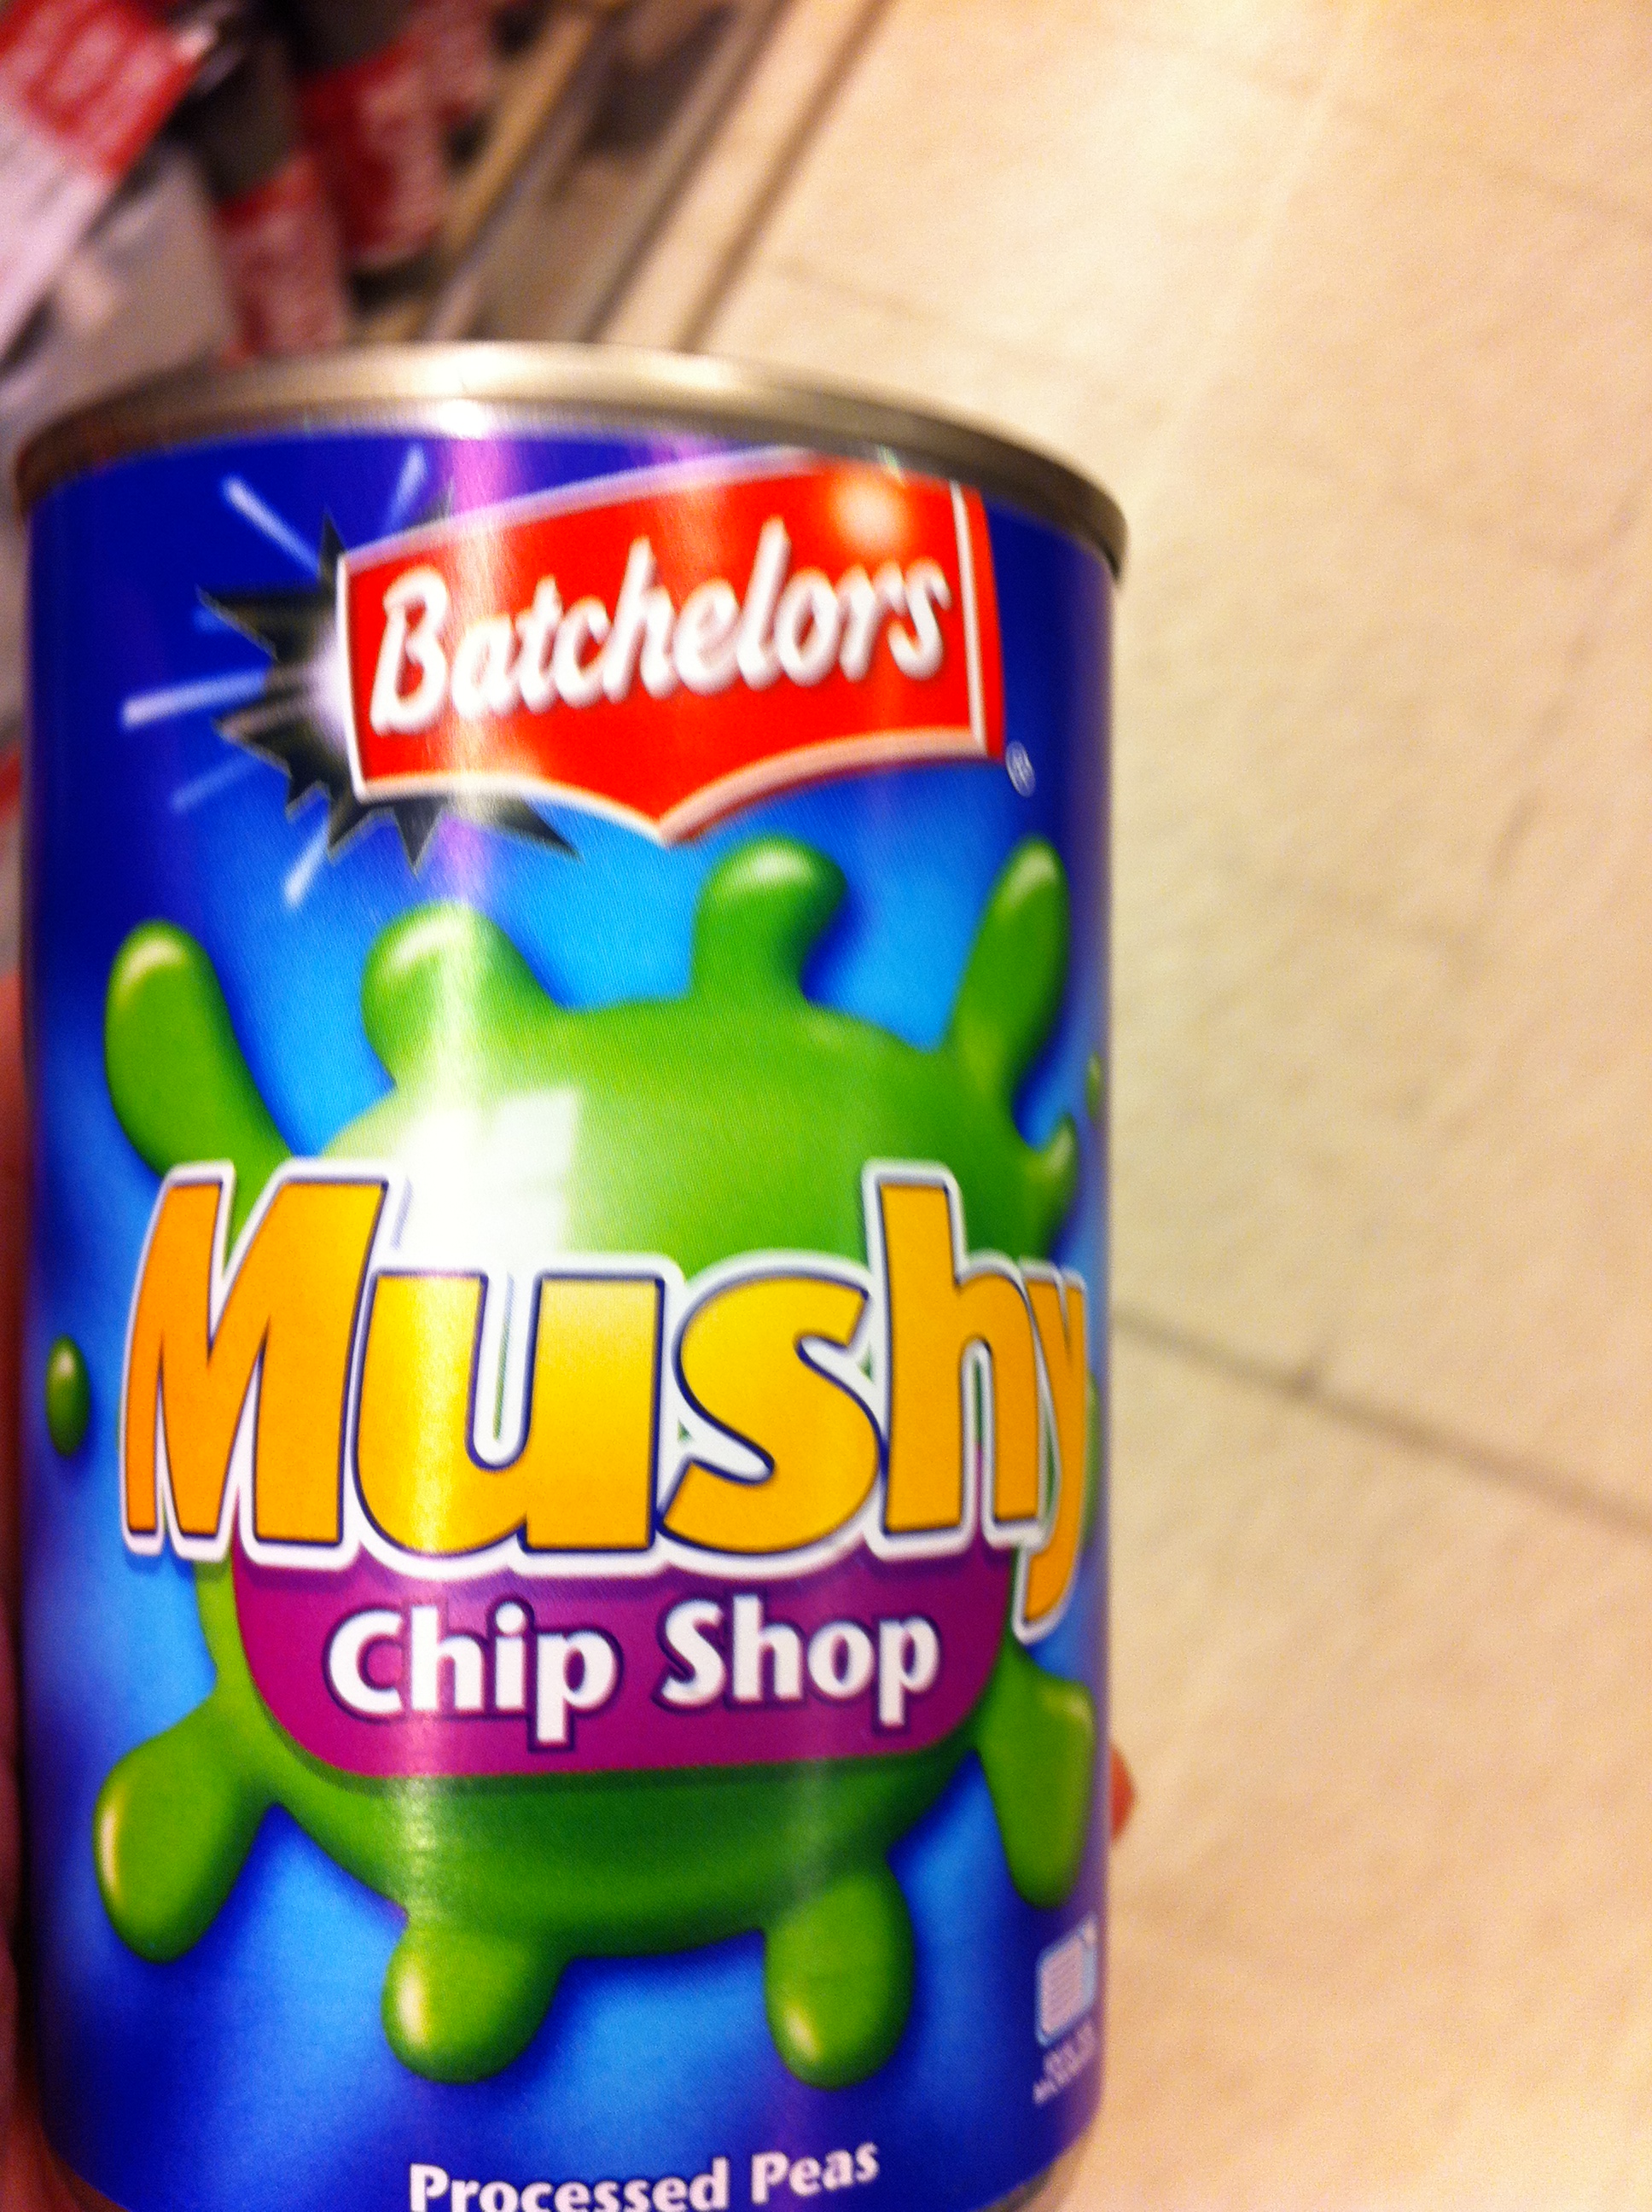 Batchelors
®
Mushy
Chip Shop
Processed Peas